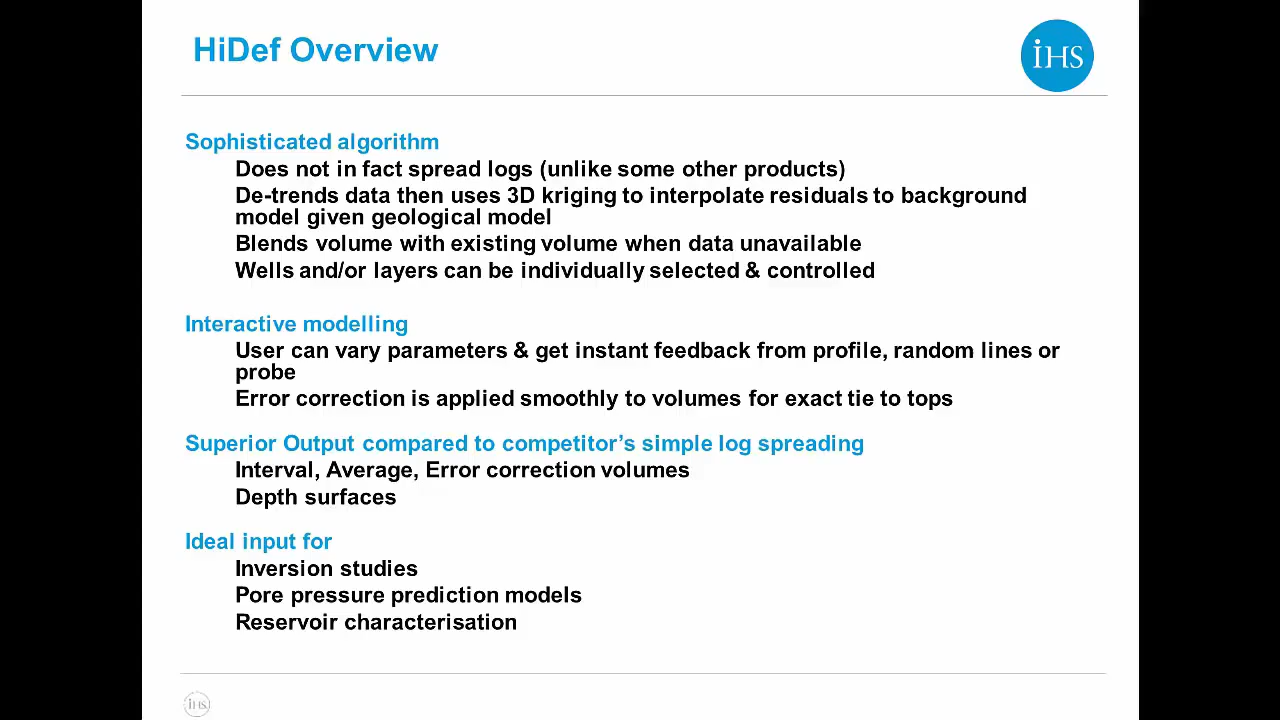 HiDef Overview
iHS
Sophisticated algorithm
Does not in fact spread logs (unlike some other products)
De-trends data then uses 3D kriging to interpolate residuals to background
model given geological model
Blends volume with existing volume when data unavailable
Wells and/or layers can be individually selected & controlled
Interactive modelling
User can vary parameters & get instant feedback from profile, random lines or
probe
Error correction is applied smoothly to volumes for exact tie to tops
Superior Output compared to competitor’s simple log spreading
Interval, Average, Error correction volumes
Depth surfaces
Ideal input for
Inversion studies
Pore pressure prediction models
Reservoir characterisation
iHS